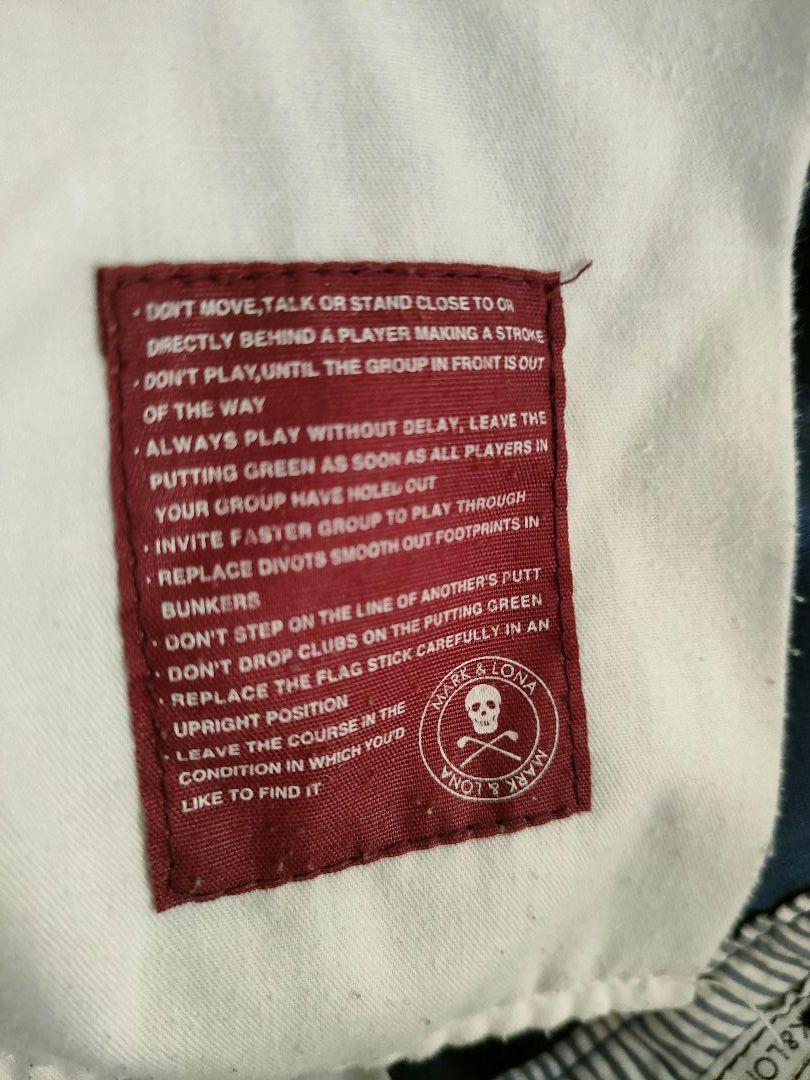 · DON'T MOVE,TALK OR STAND CLOSE TO OR
DIRECTLY BEHIND A PLAYER MAKING A STROKE
· DON'T PLAY,UNTIL THE GROUP IN FRONT IS OUT
OF THE WAY
· ALWAYS PLAY WITHOUT DELAY, LEAVE THE
PUTTING GREEN AS SOON AS ALL PLAYERS IN
YOUR GROUP HAVE HOLED OUT
· INVITE FASTER GROUP TO PLAY THROUGH
· REPLACE DIVOTS SMOOTH OUT FOOTPRINTS IN
BUNKERS
· DON'T STEP ON THE LINE OF ANOTHER'S PUTT
· DON'T DROP CLUBS ON THE PUTTING GREEN
· REPLACE THE FLAG STICK CAREFULLY IN AN
UPRIGHT POSITION
· LEAVE THE COURSE IN THE
CONDITION IN WHICH YOU'D
LIKE TO FIND IT
MARK & LONA
MARK & LONA